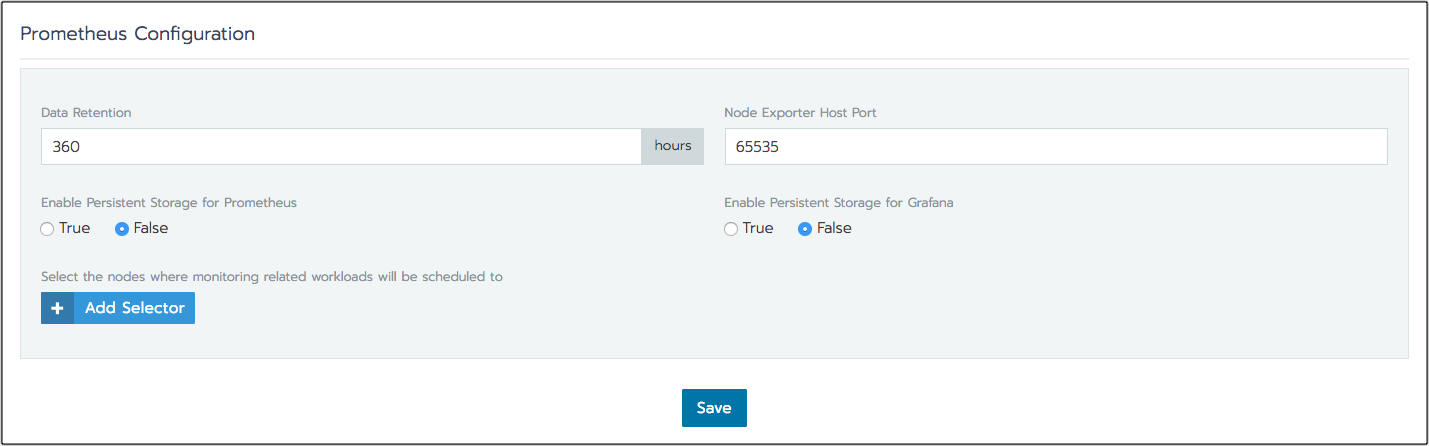 Prometheus Configuration
Data Retention
Node Exporter Host Port
360 hours
65535
Enable Persistent Storage for Prometheus
Enable Persistent Storage for Grafana
True False
True False
Select the nodes where monitoring related workloads will be scheduled to
+ Add Selector
Save